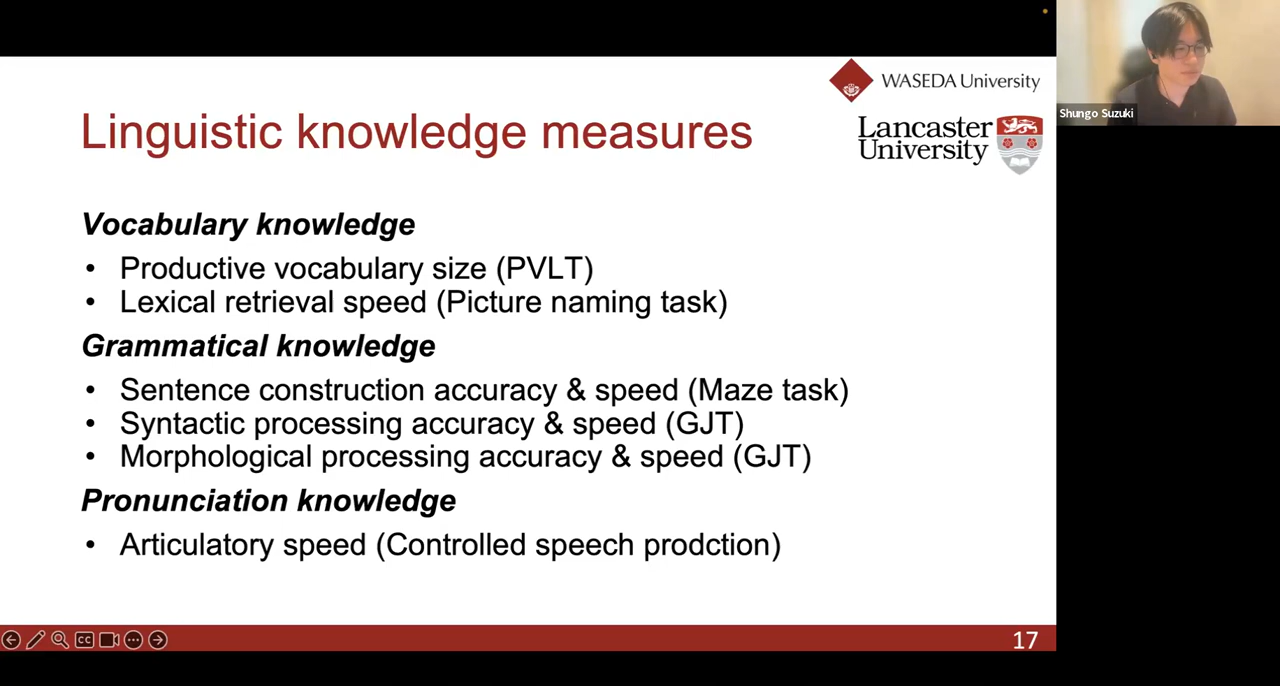 WASEDA University
Lancaster
University
Shungo Suzuki
Linguistic knowledge measures
Vocabulary knowledge
• Productive vocabulary size (PVLT)
• Lexical retrieval speed (Picture naming task)
Grammatical knowledge
• Sentence construction accuracy & speed (Maze task)
• Syntactic processing accuracy & speed (GJT)
• Morphological processing accuracy & speed (GJT)
Pronunciation knowledge
• Articulatory speed (Controlled speech prodction)
CC
17